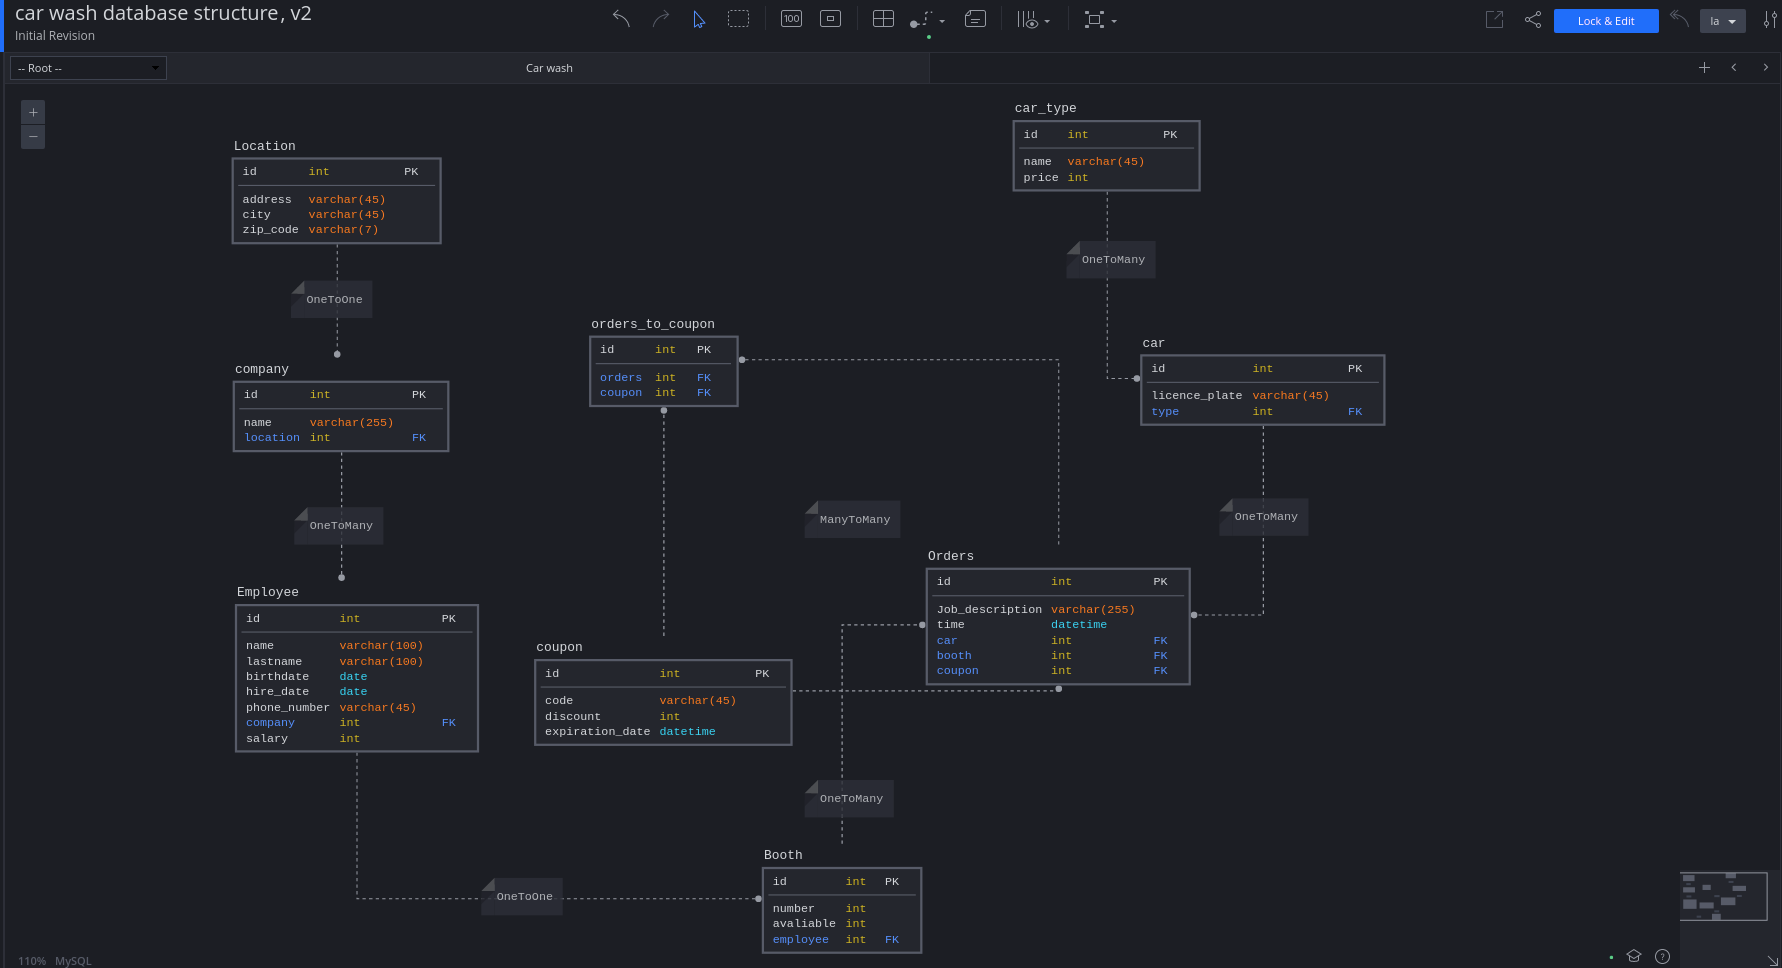 car wash database structure, v2
Initial Revision
100
Lock & Edit
la
-- Root --
Car wash
+
−
Location
id int PK
address varchar(45)
city varchar(45)
zip_code varchar(7)
OneToOne
company
id int PK
name varchar(255)
location int FK
OneToMany
Employee
id int PK
name varchar(100)
lastname varchar(100)
birthdate date
hire_date date
phone_number varchar(45)
company int FK
salary int
OneToOne
orders_to_coupon
id int PK
orders int FK
coupon int FK
ManyToMany
coupon
id int PK
code varchar(45)
discount int
expiration_date datetime
car_type
id int PK
name varchar(45)
price int
OneToMany
car
id int PK
licence_plate varchar(45)
type int FK
OneToMany
Orders
id int PK
Job_description varchar(255)
time datetime
car int FK
booth int FK
coupon int FK
OneToMany
Booth
id int PK
number int
avaliable int
employee int FK
110% MySQL
?